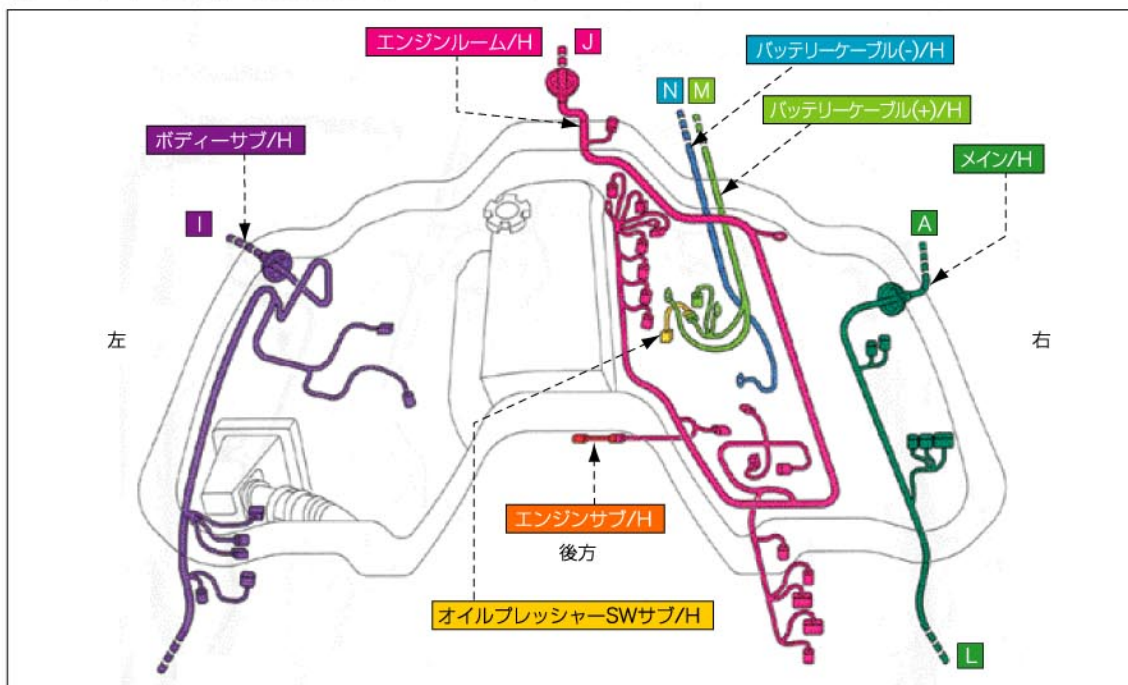 エンジンルーム/H
J
バッテリーケーブル(-)/H
N
M
バッテリーケーブル(+)/H
ボディーサブ/H
メイン/H
I
A
左
右
エンジンサブ/H
後方
オイルプレッシャーSWサブ/H
L